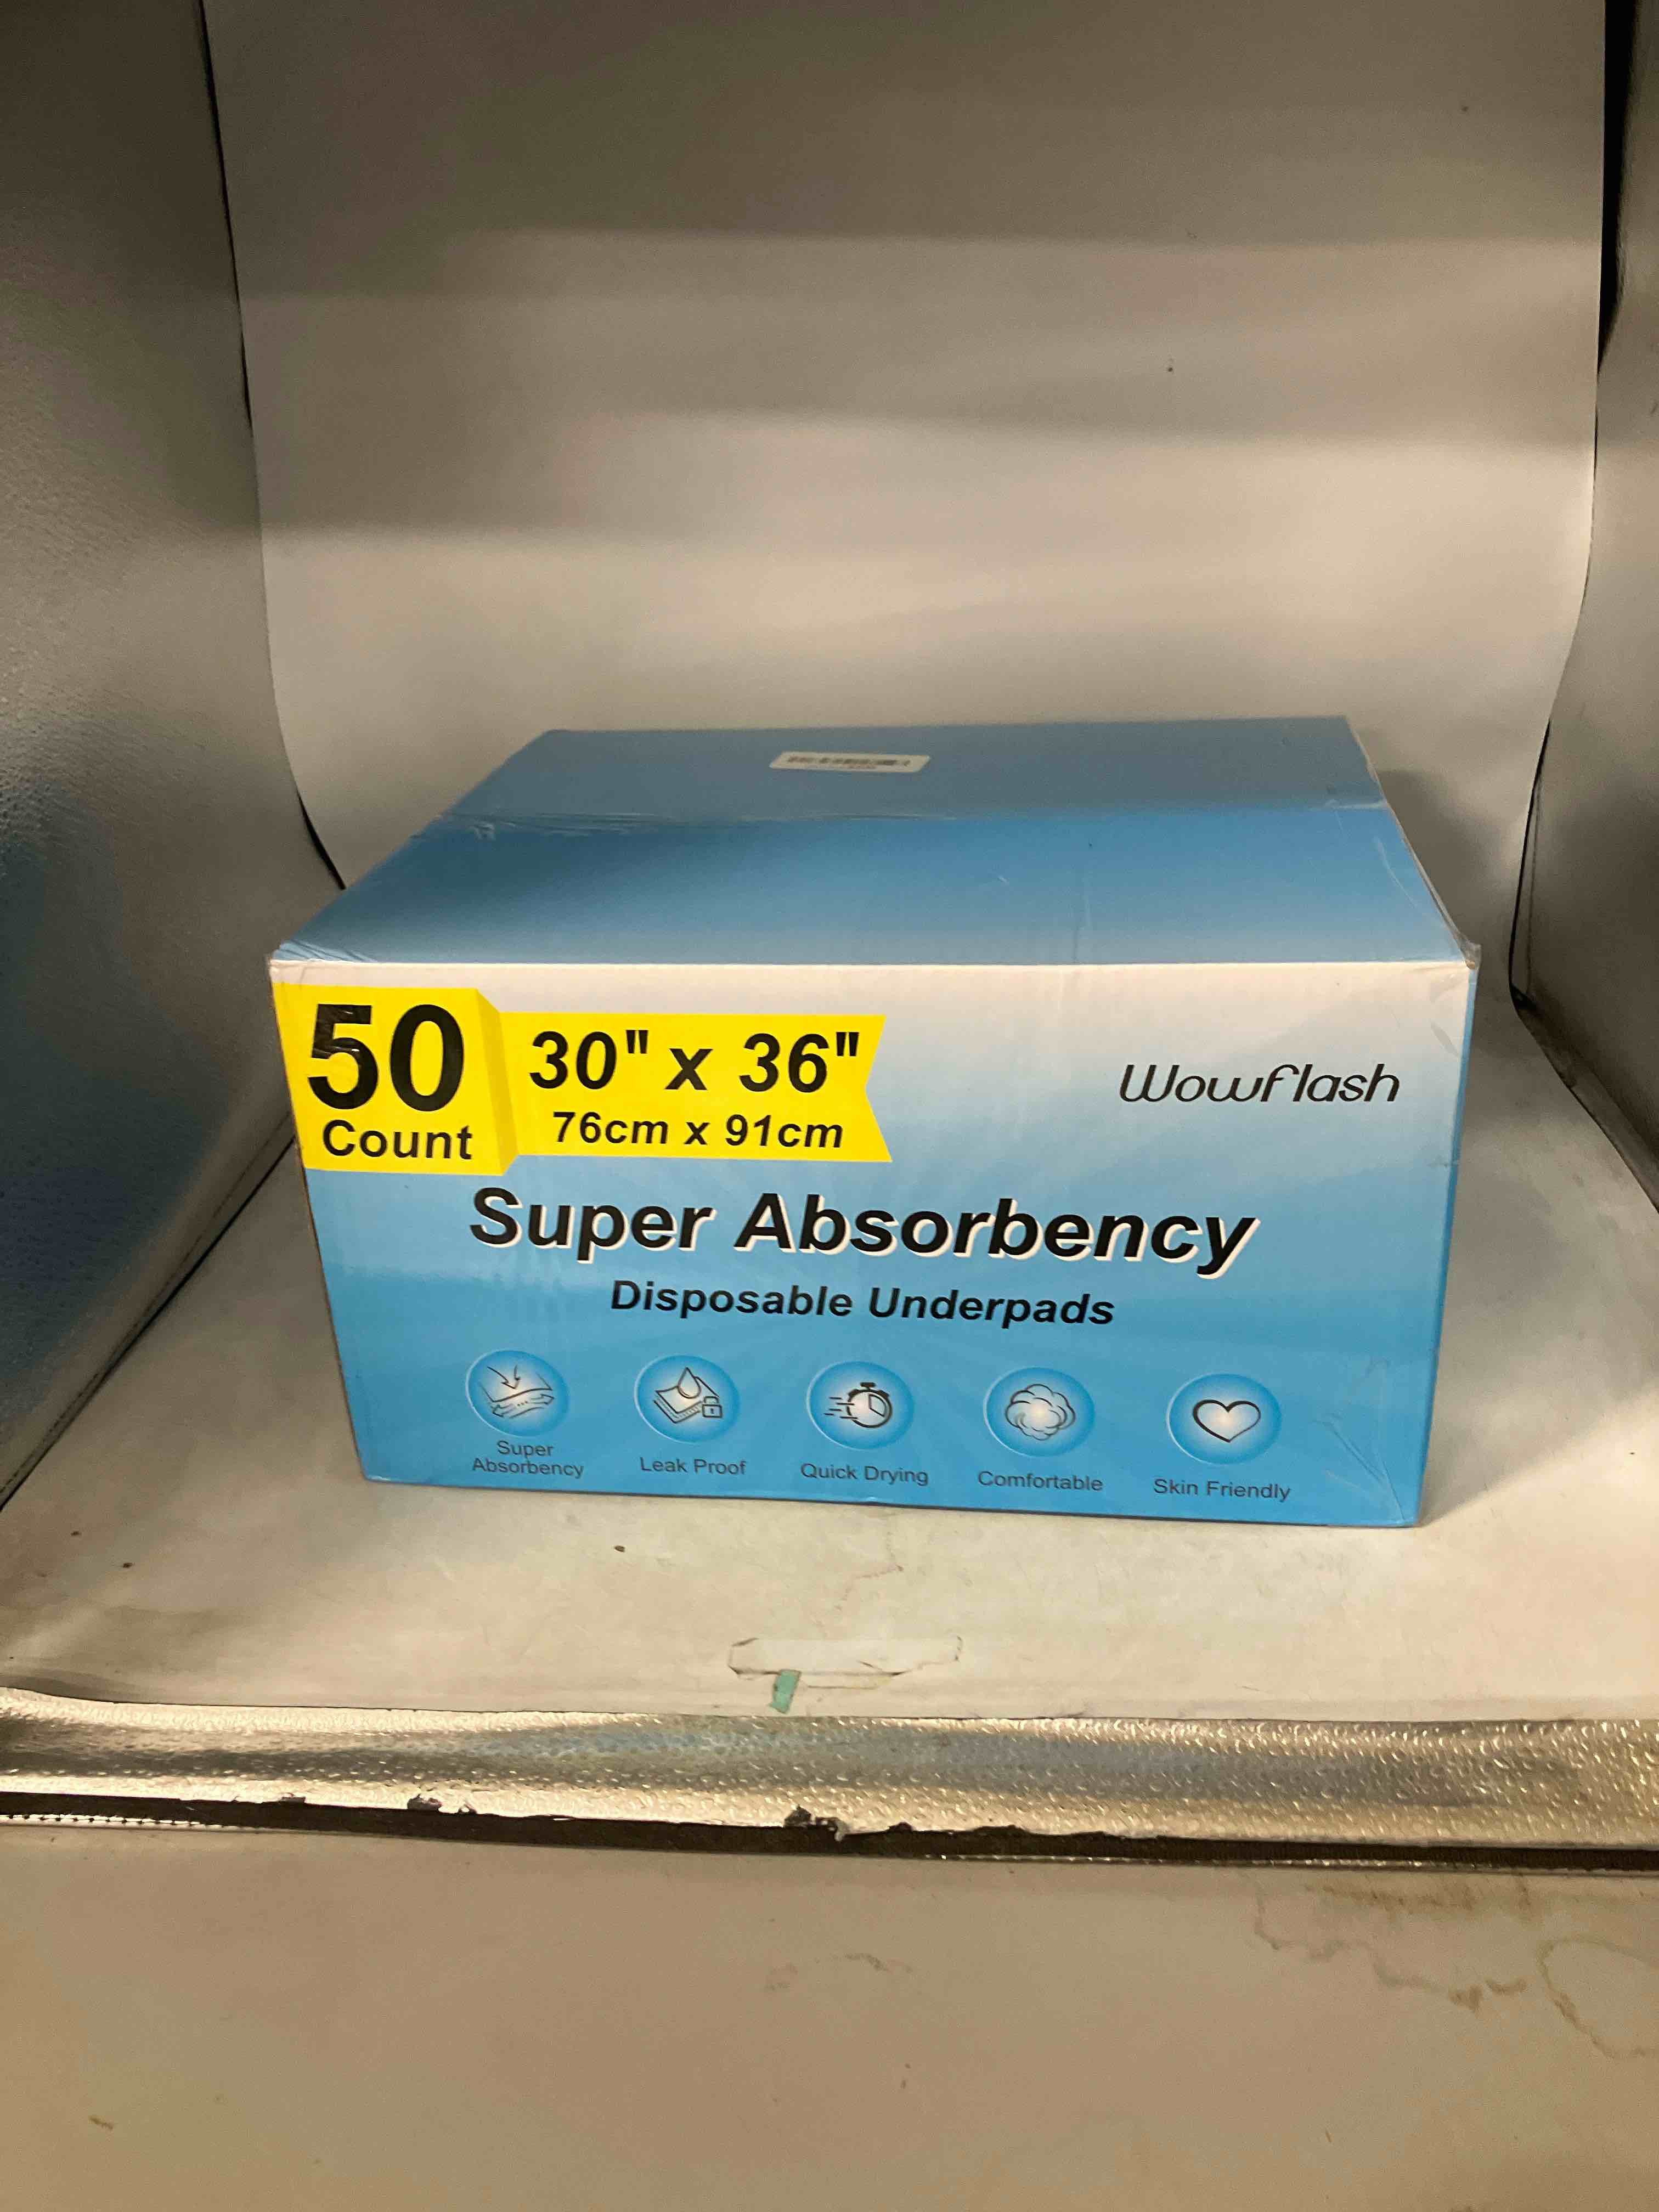 50
Count
30" x 36"
76cm x 91cm
Wowflash
Super Absorbency
Disposable Underpads
Super
Absorbency
Leak Proof
Quick Drying
Comfortable
Skin Friendly